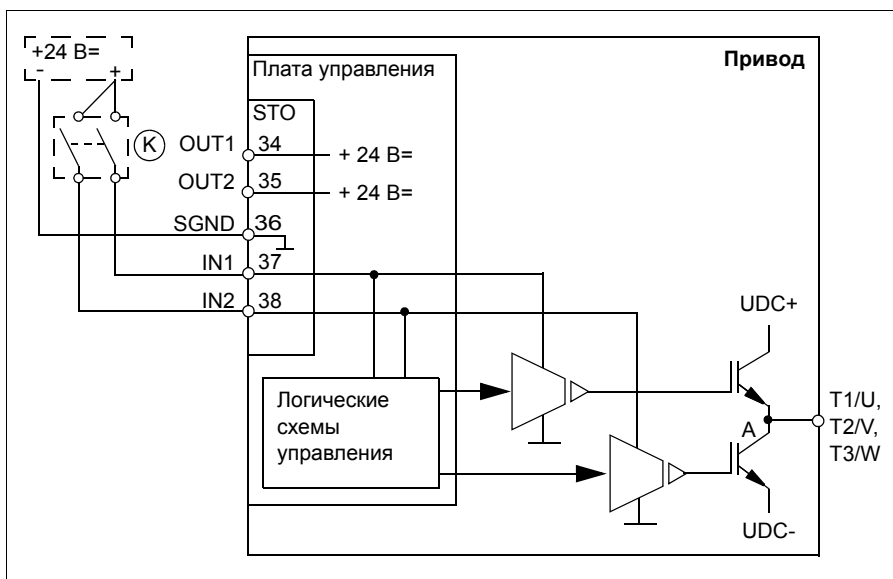 +24 В=
- +
K
Плата управления
Привод
STO
OUT1 34 + 24 В=
OUT2 35 + 24 В=
SGND 36
IN1 37
IN2 38
UDC+
Логические
схемы
управления
A
T1/U,
T2/V,
T3/W
UDC-